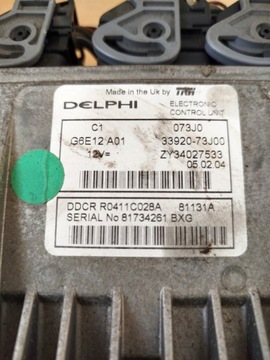 Made in the Uk by TRW
DELPHI ELECTRONIC CONTROL UNIT
C1 073J0
G6E12 A01 33920-73J00
12V= ZY34027533
05.02.04
DDCR R0411C028A 81131A
SERIAL No 81734261 BXG